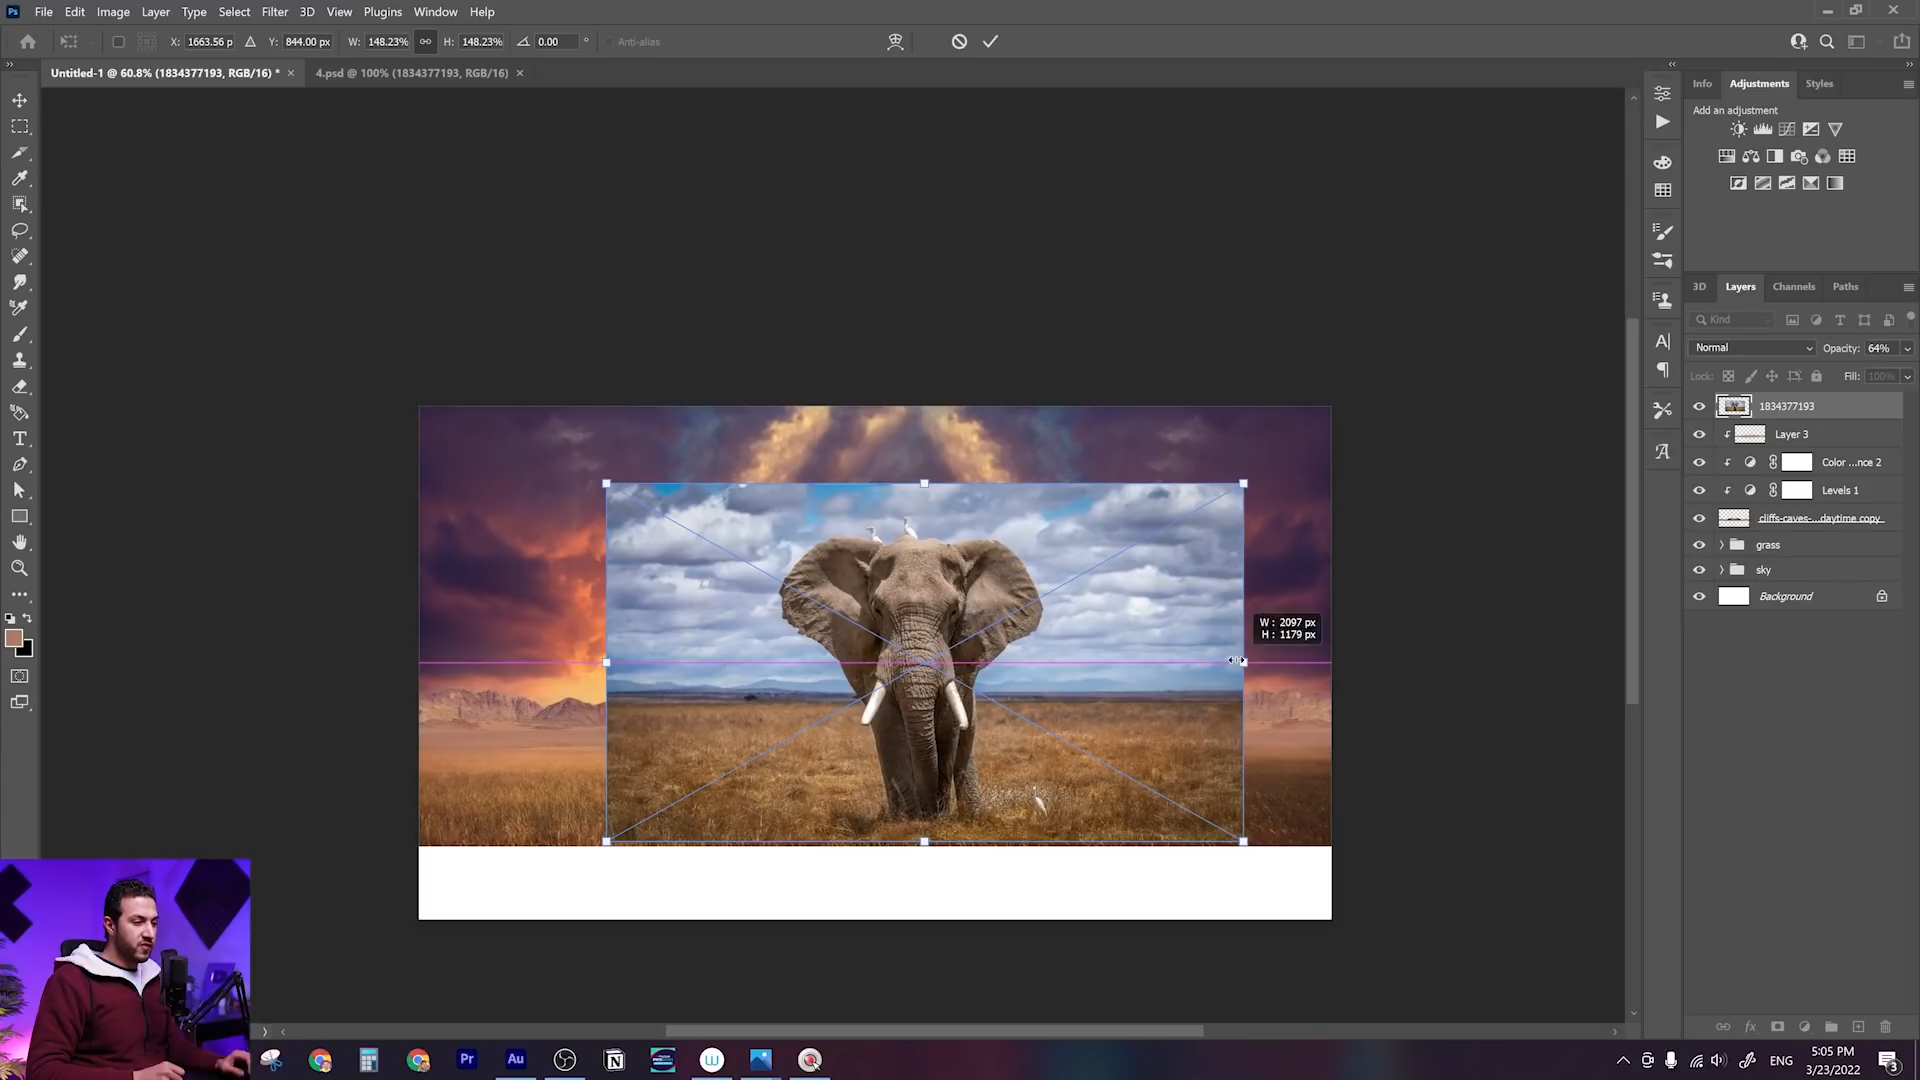 Ps File Edit Image Layer Type Select Filter 3D View Plugins Window Help
X: 1663.56 p Y: 844.00 px W: 148.23% H: 148.23% 0.00 ° Anti-alias
Untitled-1 @ 60.8% (1834377193, RGB/16) * × 4.psd @ 100% (1834377193, RGB/16) ×
Info Adjustments Styles
Add an adjustment
3D Layers Channels Paths
Kind
Normal Opacity: 64%
Lock: Fill: 100%
1834377193
Layer 3
Color ...nce 2
Levels 1
cliffs-caves-...daytime copy
grass
sky
Background
W : 2097 px
H : 1179 px
Pr Au ENG
5:05 PM
3/23/2022
3